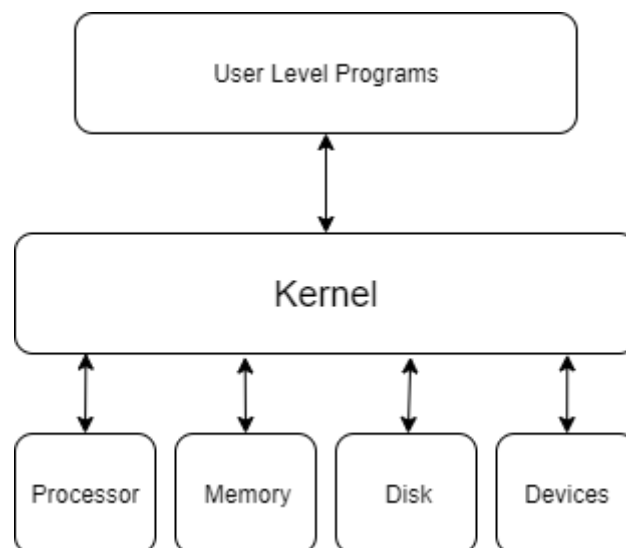 User Level Programs
Kernel
Processor
Memory
Disk
Devices